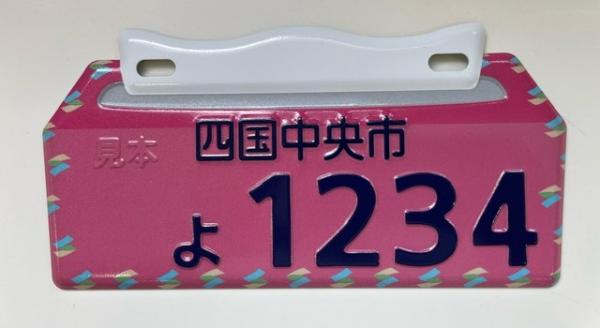 四国中央市
見本
よ 1234